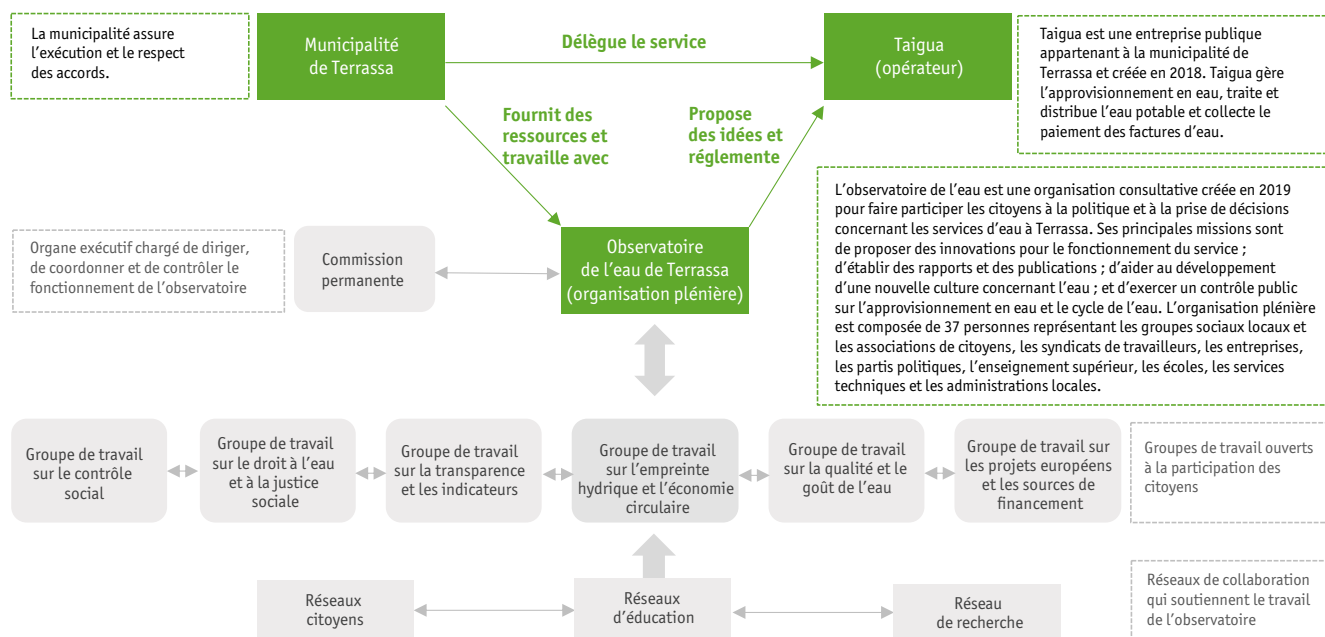 La municipalité assure
l'exécution et le respect
des accords.
Municipalité
de Terrassa
Délègue le service
Taigua
(opérateur)
Taigua est une entreprise publique
appartenant à la municipalité de
Terrassa et créée en 2018. Taigua gère
l'approvisionnement en eau, traite et
distribue l'eau potable et collecte le
paiement des factures d'eau.
Fournit des
ressources et
travaille avec
Propose
des idées et
réglemente
L'observatoire de l'eau est une organisation consultative créée en 2019
pour faire participer les citoyens à la politique et à la prise de décisions
concernant les services d'eau à Terrassa. Ses principales missions sont
de proposer des innovations pour le fonctionnement du service ;
d'établir des rapports et des publications ; d'aider au développement
d'une nouvelle culture concernant l'eau ; et d'exercer un contrôle public
sur l'approvisionnement en eau et le cycle de l'eau. L'organisation plénière
est composée de 37 personnes représentant les groupes sociaux locaux et
les associations de citoyens, les syndicats de travailleurs, les entreprises,
les partis politiques, l'enseignement supérieur, les écoles, les services
techniques et les administrations locales.
Organe exécutif chargé de diriger,
de coordonner et de contrôler le
fonctionnement de l'observatoire
Commission
permanente
Observatoire
de l'eau de Terrassa
(organisation plénière)
Groupe de travail
sur le contrôle
social
Groupe de travail
sur le droit à l'eau
et à la justice
sociale
Groupe de travail
sur la transparence
et les indicateurs
Groupe de travail
sur l'empreinte
hydrique et l'économie
circulaire
Groupe de travail
sur la qualité et le
goût de l'eau
Groupe de travail sur
les projets européens
et les sources de
financement
Groupes de travail ouverts
à la participation des
citoyens
Réseaux
citoyens
Réseaux
d'éducation
Réseau
de recherche
Réseaux de collaboration
qui soutiennent le travail
de l'observatoire